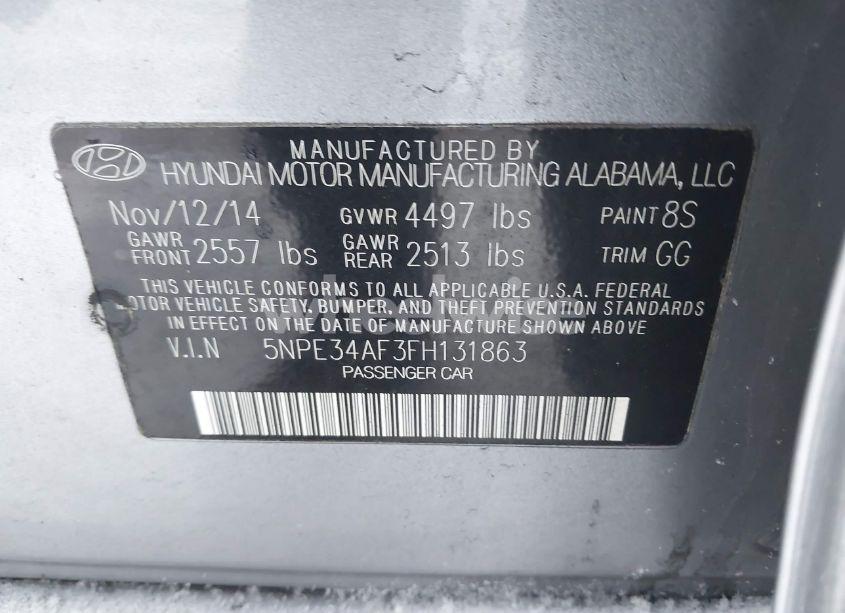 MANUFACTURED BY
HYUNDAI MOTOR MANUFACTURING ALABAMA, LLC
Nov/12/14 GVWR 4497 lbs PAINT 8S
GAWR FRONT 2557 lbs GAWR REAR 2513 lbs TRIM GG
THIS VEHICLE CONFORMS TO ALL APPLICABLE U.S.A. FEDERAL
MOTOR VEHICLE SAFETY, BUMPER, AND THEFT PREVENTION STANDARDS
IN EFFECT ON THE DATE OF MANUFACTURE SHOWN ABOVE.
V.I.N 5NPE34AF3FH131863
PASSENGER CAR